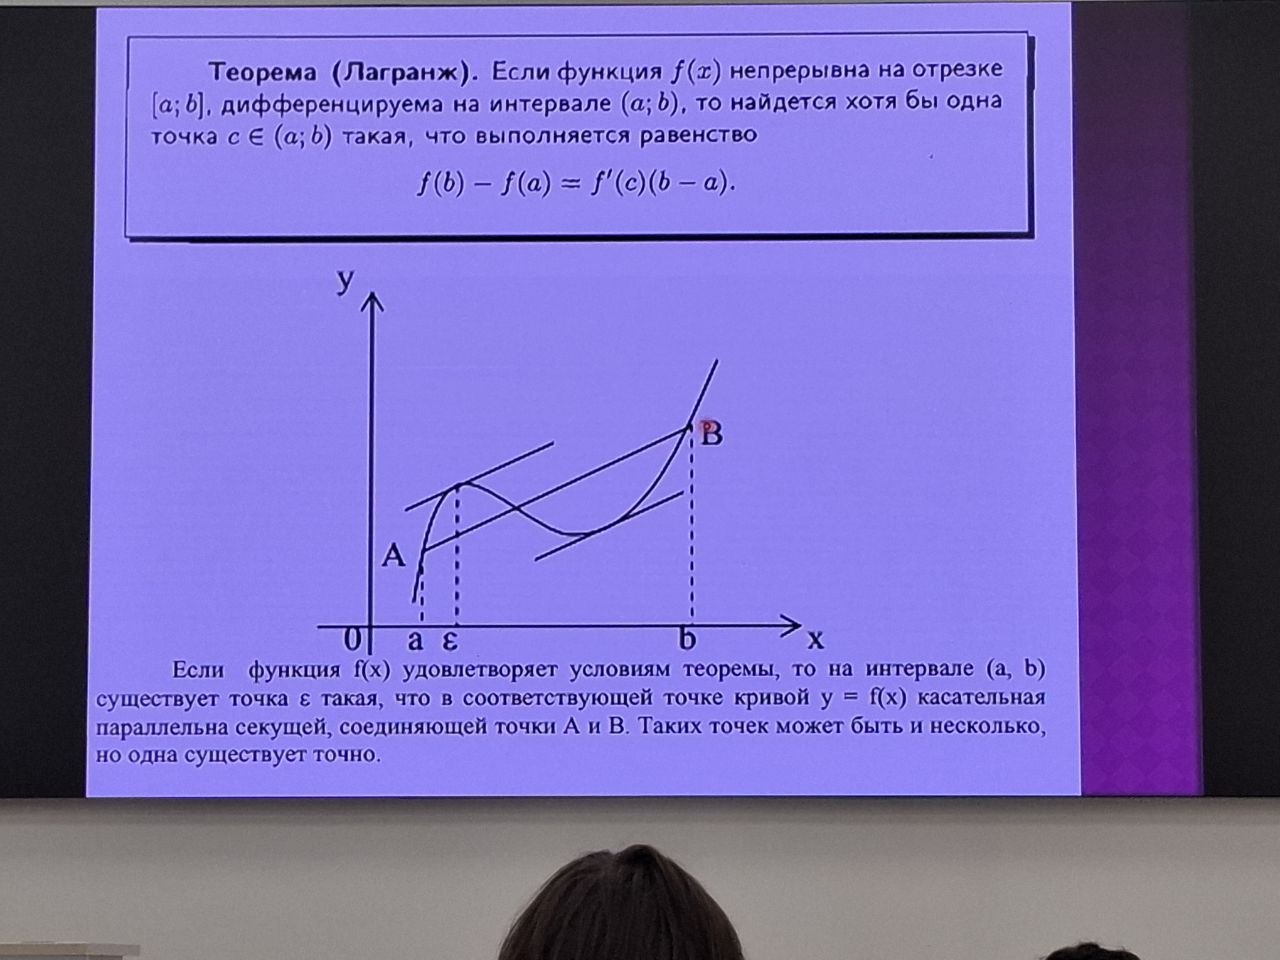 Теорема (Лагранж). Если функция f(x) непрерывна на отрезке
[a; b], дифференцируема на интервале (a; b), то найдется хотя бы одна
точка c ∈ (a; b) такая, что выполняется равенство
f(b) − f(a) = f′(c)(b − a).
y
B
A
0 a ε b x
Если функция f(x) удовлетворяет условиям теоремы, то на интервале (a, b)
существует точка ε такая, что в соответствующей точке кривой y = f(x) касательная
параллельна секущей, соединяющей точки А и В. Таких точек может быть и несколько,
но одна существует точно.